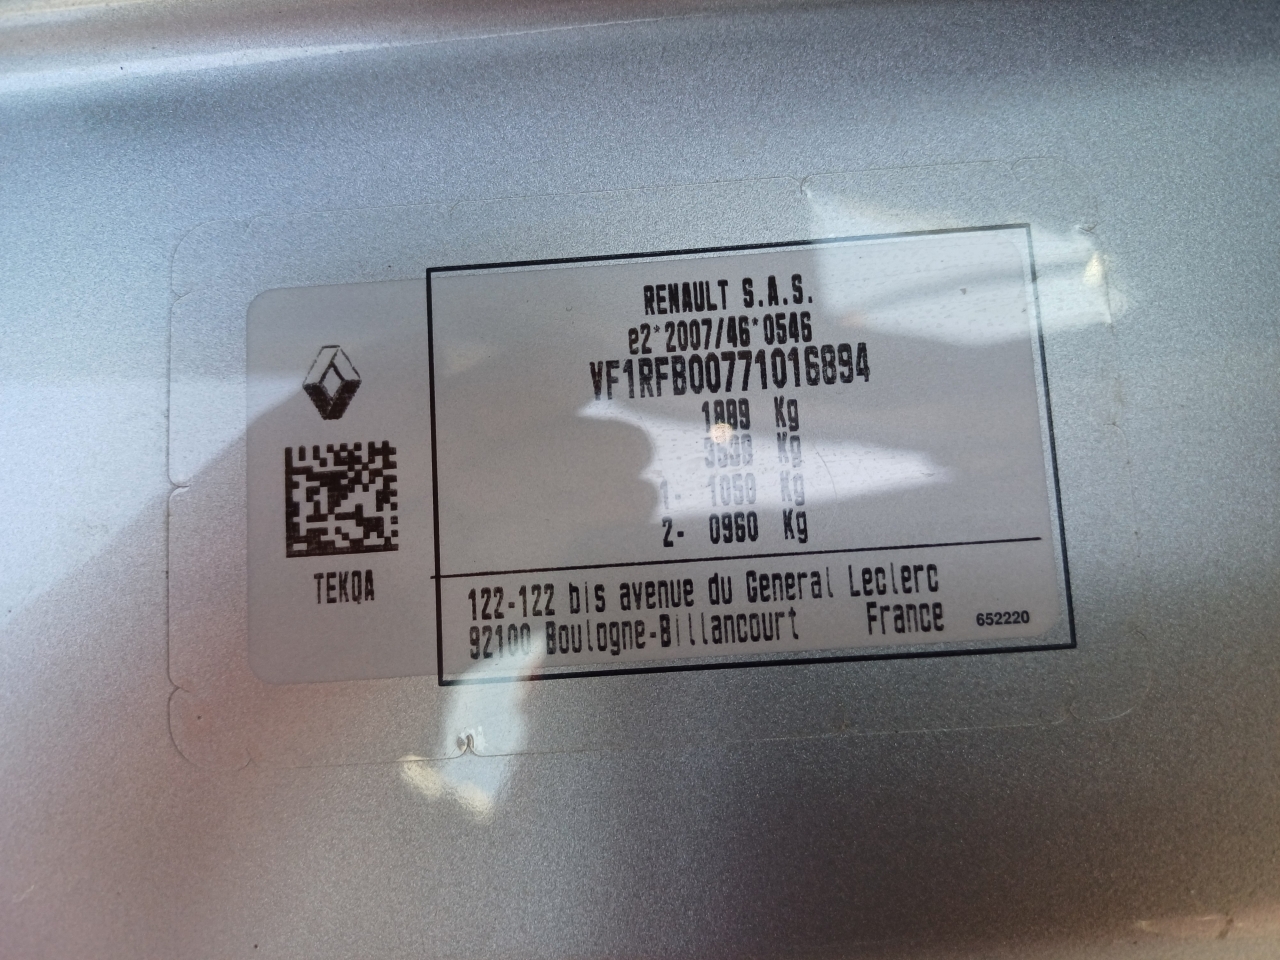 RENAULT S.A.S.
e2*2007/46*0546
VF1RFB00771016894
Kg
Kg
1- 1050 Kg
2- 0960 Kg
TEKQA
122-122 bis avenue du General Leclerc
92100 Boulogne-Billancourt France
652220